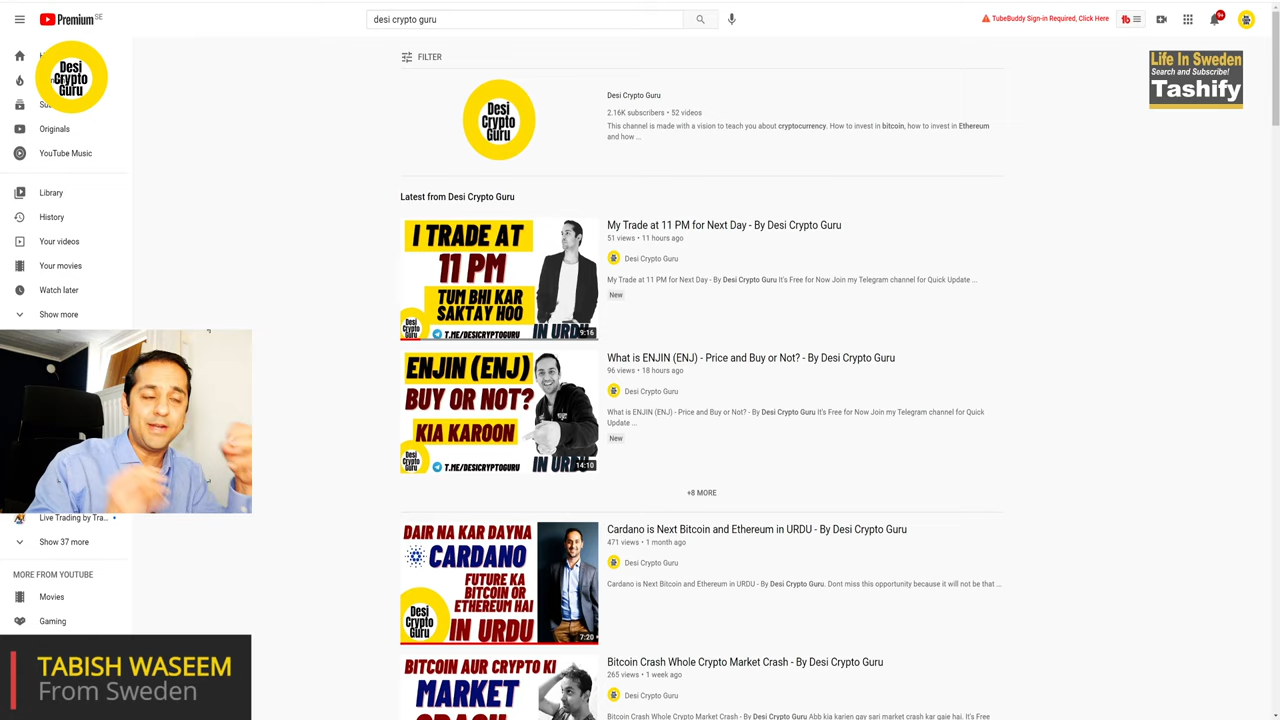 Premium SE
desi crypto guru
TubeBuddy Sign-in Required, Click Here
9+
Desi
Crypto
Guru
Originals
YouTube Music
Library
History
Your videos
Your movies
Watch later
Show more
Live Trading by Tra...
Show 37 more
MORE FROM YOUTUBE
Movies
Gaming
TABISH WASEEM
From Sweden
FILTER
Life In Sweden
Search and Subscribe!
Tashify
Desi
Crypto
Guru
Desi Crypto Guru
2.16K subscribers • 52 videos
This channel is made with a vision to teach you about cryptocurrency. How to invest in bitcoin, how to invest in Ethereum
and how ...
Latest from Desi Crypto Guru
I TRADE AT
11 PM
TUM BHI KAR
SAKTAY HOO
T.ME/DESICRYPTOGURU
IN URDU
9:16
My Trade at 11 PM for Next Day - By Desi Crypto Guru
51 views • 11 hours ago
Desi Crypto Guru
My Trade at 11 PM for Next Day - By Desi Crypto Guru It's Free for Now Join my Telegram channel for Quick Update ...
New
ENJIN (ENJ)
BUY OR NOT?
KIA KAROON
T.ME/DESICRYPTOGURU
IN URDU
14:10
What is ENJIN (ENJ) - Price and Buy or Not? - By Desi Crypto Guru
96 views • 18 hours ago
Desi Crypto Guru
What is ENJIN (ENJ) - Price and Buy or Not? - By Desi Crypto Guru It's Free for Now Join my Telegram channel for Quick
Update ...
New
+8 MORE
DAIR NA KAR DAYNA
CARDANO
FUTURE KA
BITCOIN OR
ETHEREUM HAI
IN URDU
Desi
Crypto
Guru
7:20
Cardano is Next Bitcoin and Ethereum in URDU - By Desi Crypto Guru
471 views • 1 month ago
Desi Crypto Guru
Cardano is Next Bitcoin and Ethereum in URDU - By Desi Crypto Guru. Dont miss this opportunity because it will not be that ...
BITCOIN AUR CRYPTO KI
MARKET
Bitcoin Crash Whole Crypto Market Crash - By Desi Crypto Guru
265 views • 1 week ago
Desi Crypto Guru
Bitcoin Crash Whole Crypto Market Crash - By Desi Crypto Guru Abb kia karien gay sari market crash kar gaie hai. It's Free